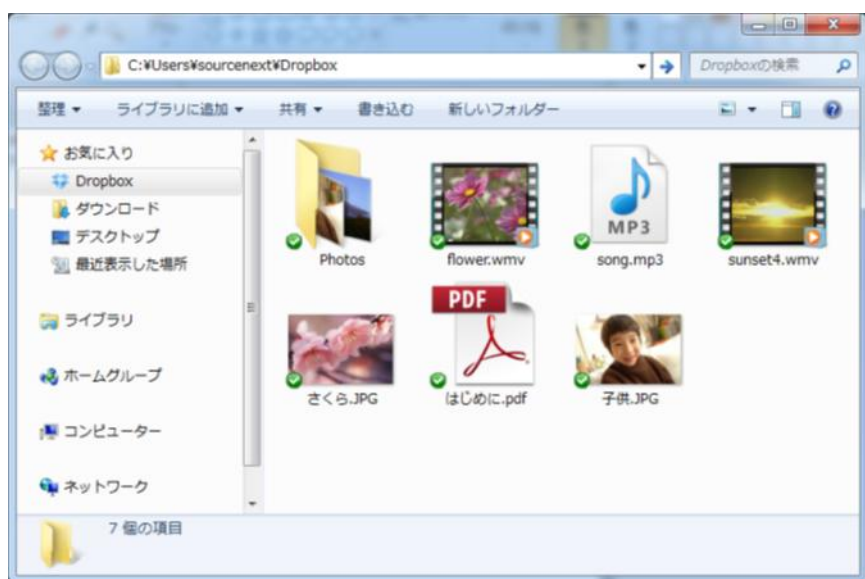 C:¥Users¥sourcenext¥Dropbox
Dropboxの検索
整理 ライブラリに追加 共有 書き込む 新しいフォルダー
お気に入り
Dropbox
ダウンロード
デスクトップ
最近表示した場所
ライブラリ
ホームグループ
コンピューター
ネットワーク
MP3
Photos flower.wmv song.mp3 sunset4.wmv
PDF
さくら.JPG はじめに.pdf 子供.JPG
7 個の項目